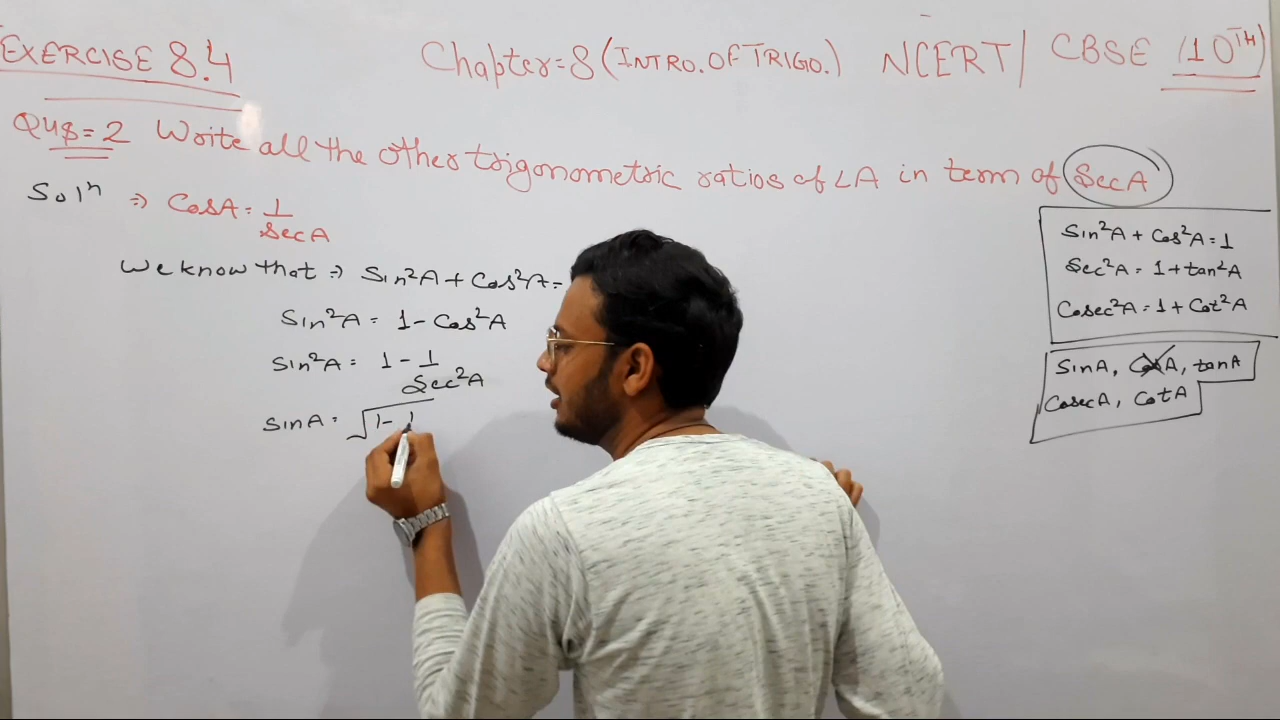 EXERCISE 8.4
Chapter=8 (INTRO. OF TRIGO.) NCERT/ CBSE (10TH)
QUS=2 Write all the other trigonometric ratios of ∠A in term of SecA
Solⁿ ⇒ CosA = 1/SecA
We know that ⇒ Sin²A + Cos²A =
Sin²A = 1 - Cos²A
Sin²A = 1 - 1/Sec²A
SinA = √1 - 1
Sin²A + Cos²A = 1
Sec²A = 1 + tan²A
Cosec²A = 1 + Cot²A
SinA, CosA, tanA
CosecA, CotA